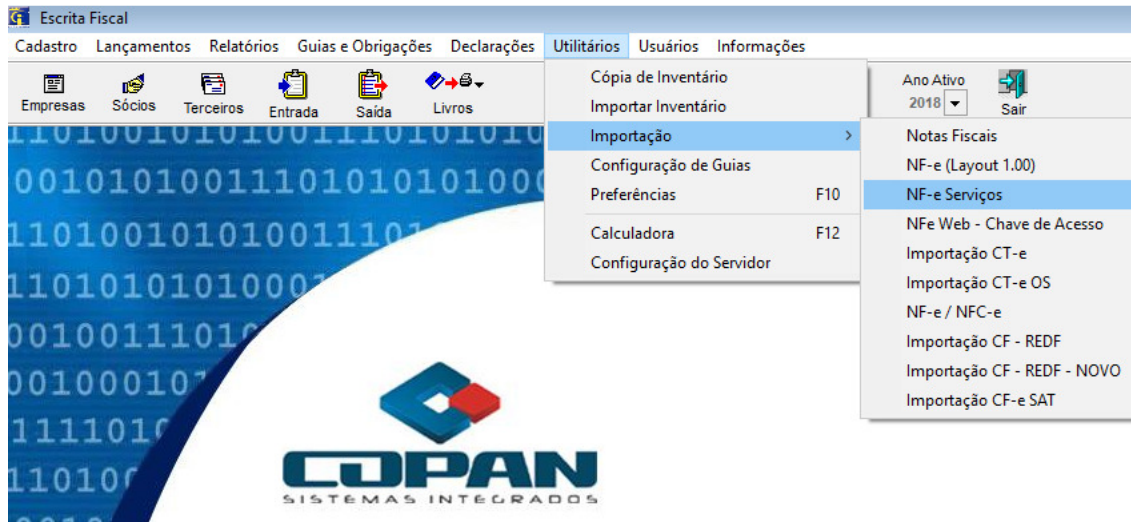 Escrita Fiscal
Cadastro Lançamentos Relatórios Guias e Obrigações Declarações Utilitários Usuários Informações
Empresas Sócios Terceiros Entrada Saída Livros
Ano Ativo
2018
Sair
Cópia de Inventário
Importar Inventário
Importação >
Configuração de Guias
Preferências F10
Calculadora F12
Configuração do Servidor
Notas Fiscais
NF-e (Layout 1.00)
NF-e Serviços
NFe Web - Chave de Acesso
Importação CT-e
Importação CT-e OS
NF-e / NFC-e
Importação CF - REDF
Importação CF - REDF - NOVO
Importação CF-e SAT
COPAN
SISTEMAS INTEGRADOS